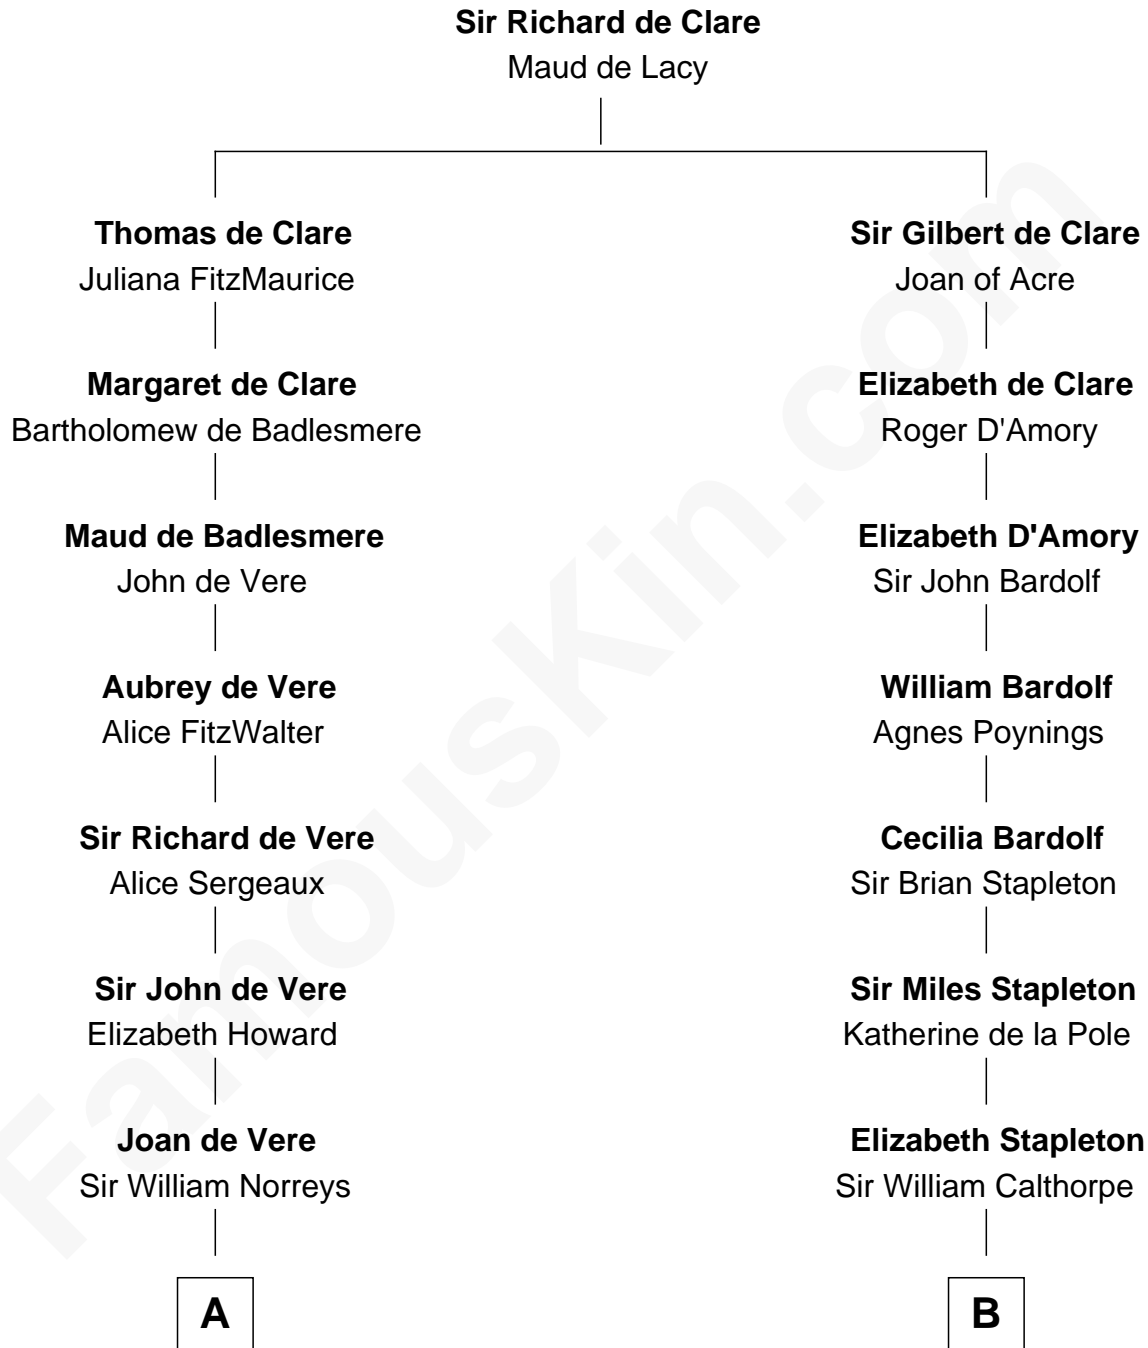 Sir Richard de Clare
Maud de Lacy
Thomas de Clare
Juliana FitzMaurice
Sir Gilbert de Clare
Joan of Acre
Margaret de Clare
Bartholomew de Badlesmere
Elizabeth de Clare
Roger D'Amory
Maud de Badlesmere
John de Vere
Elizabeth D'Amory
Sir John Bardolf
Aubrey de Vere
Alice FitzWalter
William Bardolf
Agnes Poynings
Sir Richard de Vere
Alice Sergeaux
Cecilia Bardolf
Sir Brian Stapleton
Sir John de Vere
Elizabeth Howard
Sir Miles Stapleton
Katherine de la Pole
Joan de Vere
Sir William Norreys
Elizabeth Stapleton
Sir William Calthorpe
A
B
FamousKin.com